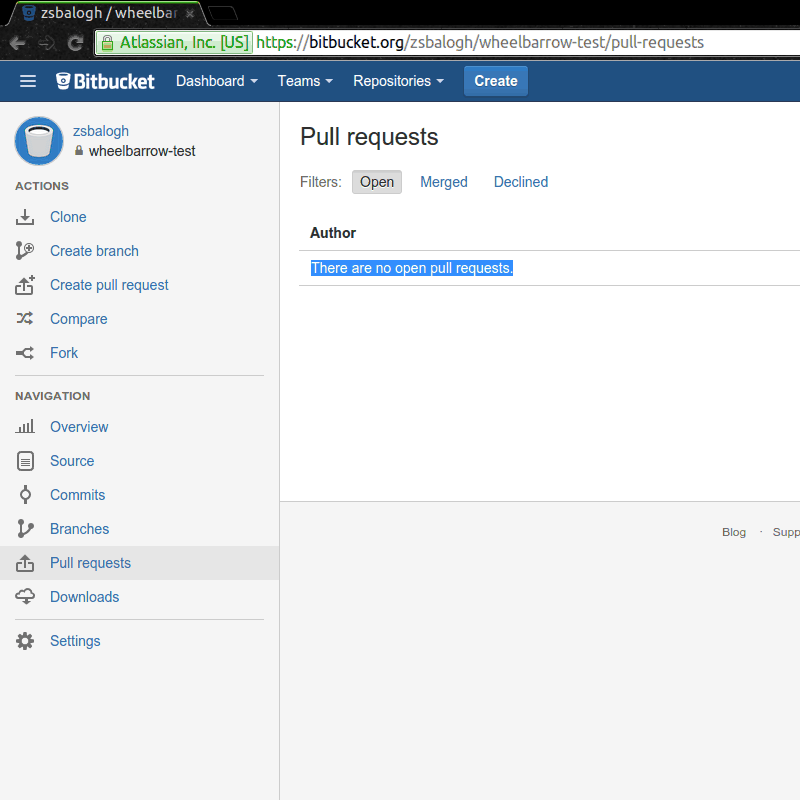 zsbalogh / wheelbar
Atlassian, Inc. [US] https://bitbucket.org/zsbalogh/wheelbarrow-test/pull-requests
Bitbucket Dashboard Teams Repositories Create
zsbalogh
wheelbarrow-test
ACTIONS
Clone
Create branch
Create pull request
Compare
Fork
NAVIGATION
Overview
Source
Commits
Branches
Pull requests
Downloads
Settings
Pull requests
Filters: Open Merged Declined
Author
There are no open pull requests.
Blog · Supp